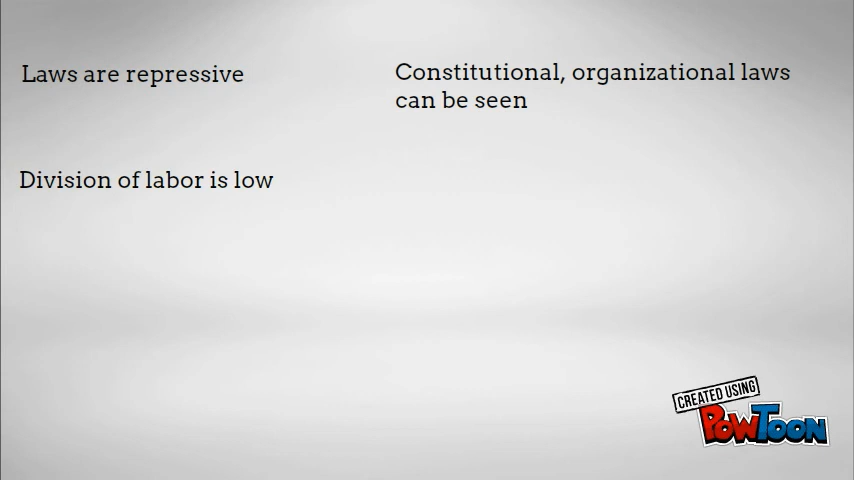 Laws are repressive
Constitutional, organizational laws
can be seen
Division of labor is low
CREATED USING
POWTOON